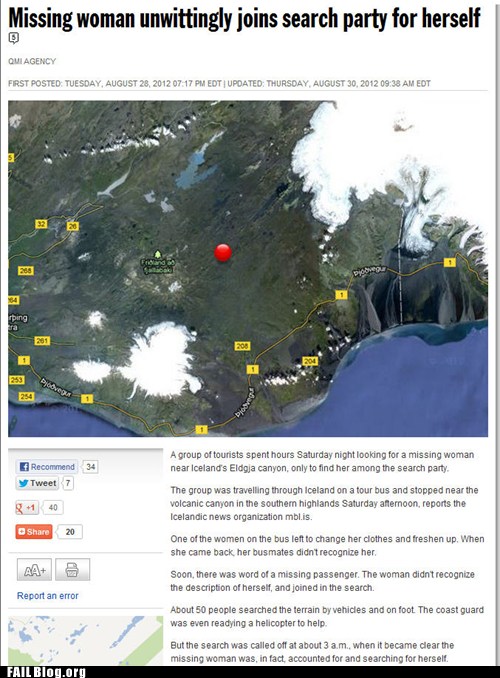 Missing woman unwittingly joins search party for herself
5
QMI AGENCY
FIRST POSTED: TUESDAY, AUGUST 28, 2012 07:17 PM EDT | UPDATED: THURSDAY, AUGUST 30, 2012 09:38 AM EDT
5
32
26
268
Friðland að
fjallabaki
Þjóðvegur
1
1
264
261
208
204
1
1
253
254
Þjóðvegur
Þjóðvegur
1
1
A group of tourists spent hours Saturday night looking for a missing woman
near Iceland's Eldgja canyon, only to find her among the search party.
The group was travelling through Iceland on a tour bus and stopped near the
volcanic canyon in the southern highlands Saturday afternoon, reports the
Icelandic news organization mbl.is.
One of the women on the bus left to change her clothes and freshen up. When
she came back, her busmates didn't recognize her.
Soon, there was word of a missing passenger. The woman didn't recognize
the description of herself, and joined in the search.
About 50 people searched the terrain by vehicles and on foot. The coast guard
was even readying a helicopter to help.
But the search was called off at about 3 a.m., when it became clear the
missing woman was, in fact, accounted for and searching for herself.
Recommend 34
Tweet 7
+1 40
Share 20
AA+
Report an error
FAILBlog.org